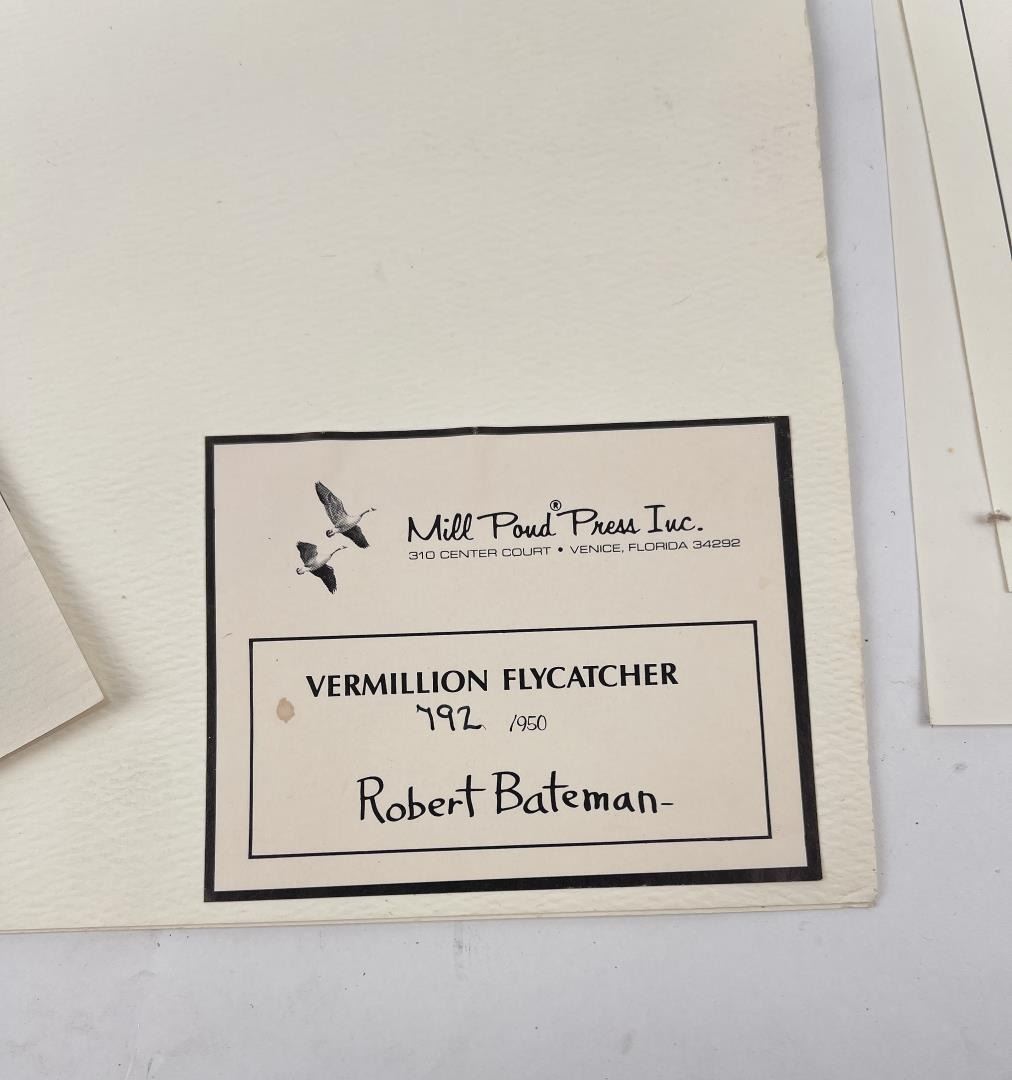 Mill Pond® Press Inc.
310 CENTER COURT • VENICE, FLORIDA 34292
VERMILLION FLYCATCHER
792 /950
Robert Bateman-